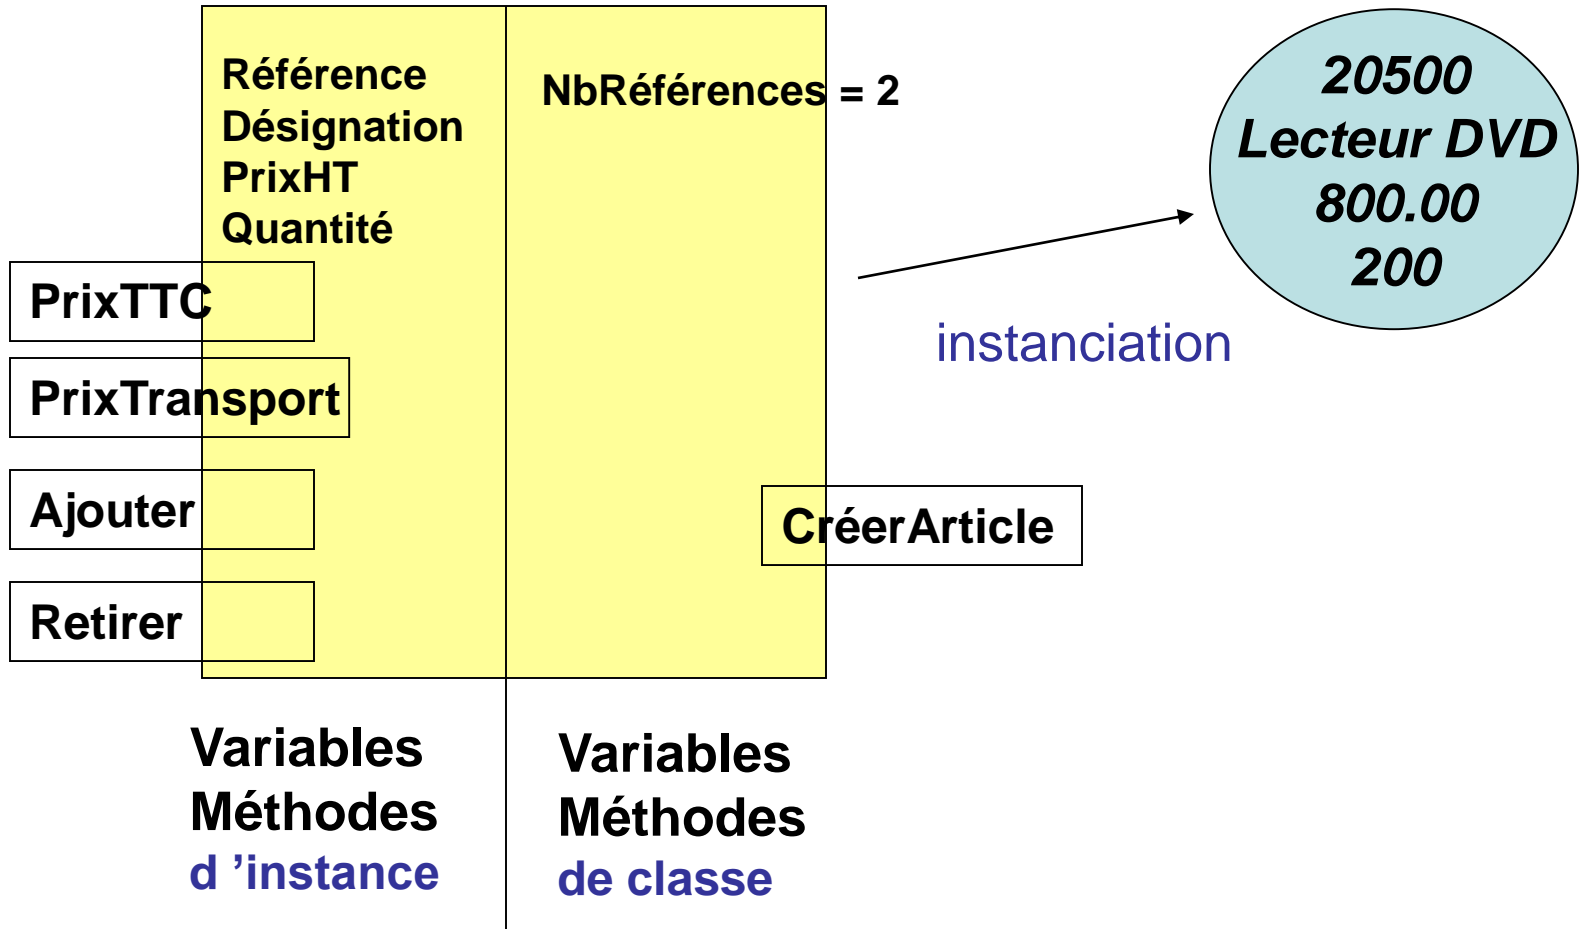 Référence
Désignation
PrixHT
Quantité
NbRéférences = 2
20500
Lecteur DVD
800.00
200
PrixTTC
PrixTransport
Ajouter
Retirer
instanciation
CréerArticle
Variables
Méthodes
d ’instance
Variables
Méthodes
de classe